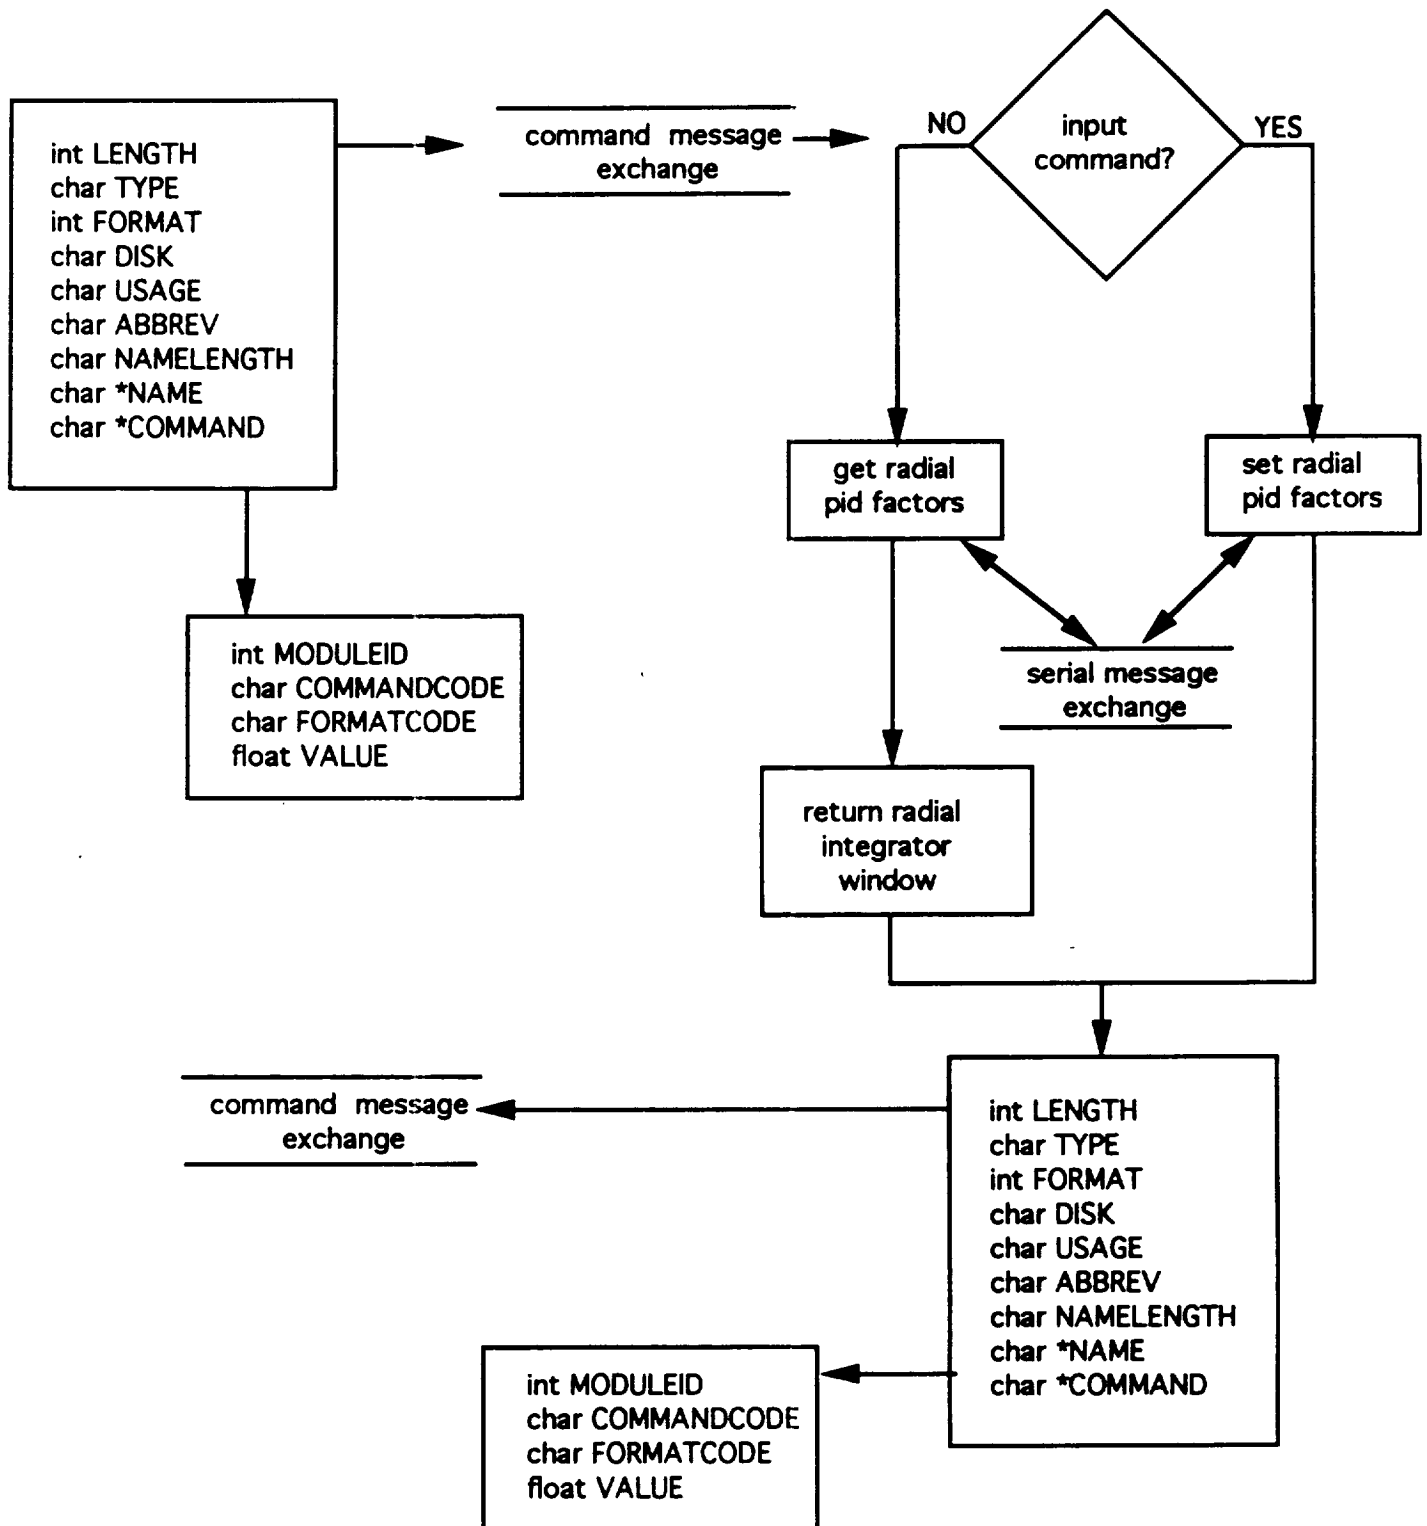 int LENGTH
char TYPE
int FORMAT
char DISK
char USAGE
char ABBREV
char NAMELENGTH
char *NAME
char *COMMAND
command message
exchange
NO
input
command?
YES
get radial
pid factors
set radial
pid factors
int MODULEID
char COMMANDCODE
char FORMATCODE
float VALUE
serial message
exchange
return radial
integrator
window
command message
exchange
int LENGTH
char TYPE
int FORMAT
char DISK
char USAGE
char ABBREV
char NAMELENGTH
char *NAME
char *COMMAND
int MODULEID
char COMMANDCODE
char FORMATCODE
float VALUE